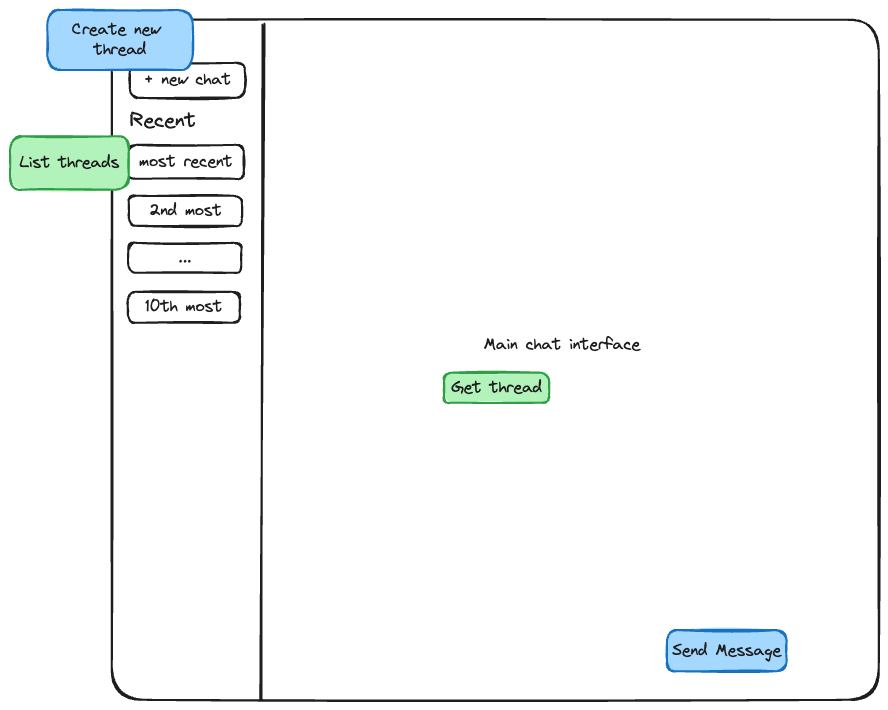 Create new
thread
+ new chat
Recent
List threads
most recent
2nd most
...
10th most
Main chat interface
Get thread
Send Message